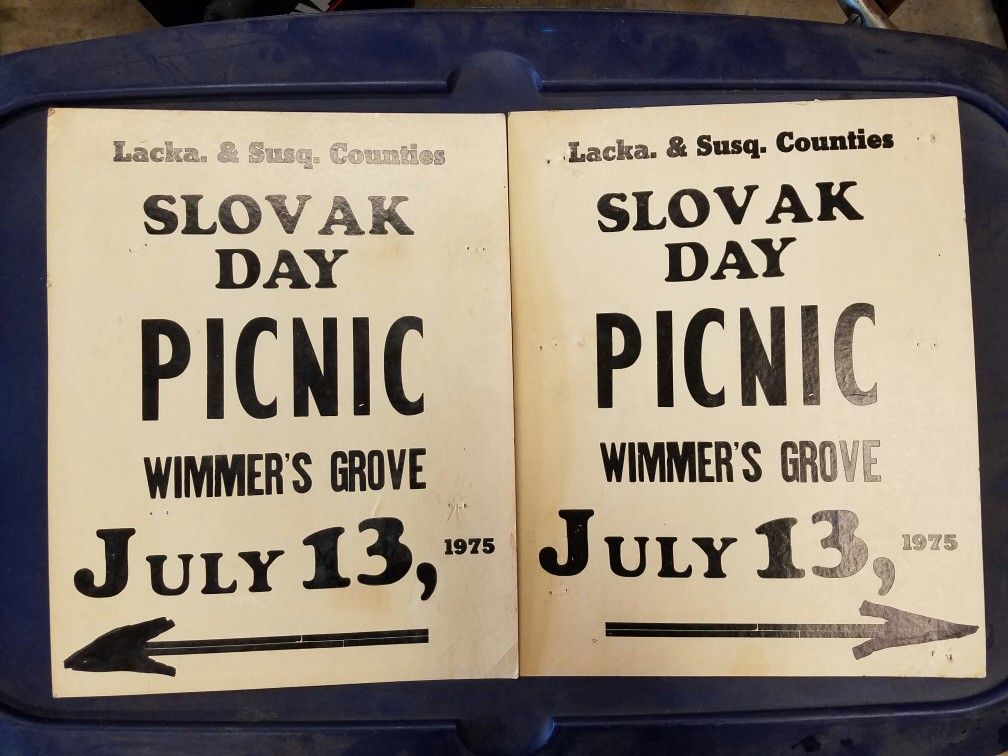 Lacka. & Susq. Counties
SLOVAK
DAY
PICNIC
WIMMER'S GROVE
JULY 13, 1975
Lacka. & Susq. Counties
SLOVAK
DAY
PICNIC
WIMMER'S GROVE
JULY 13, 1975